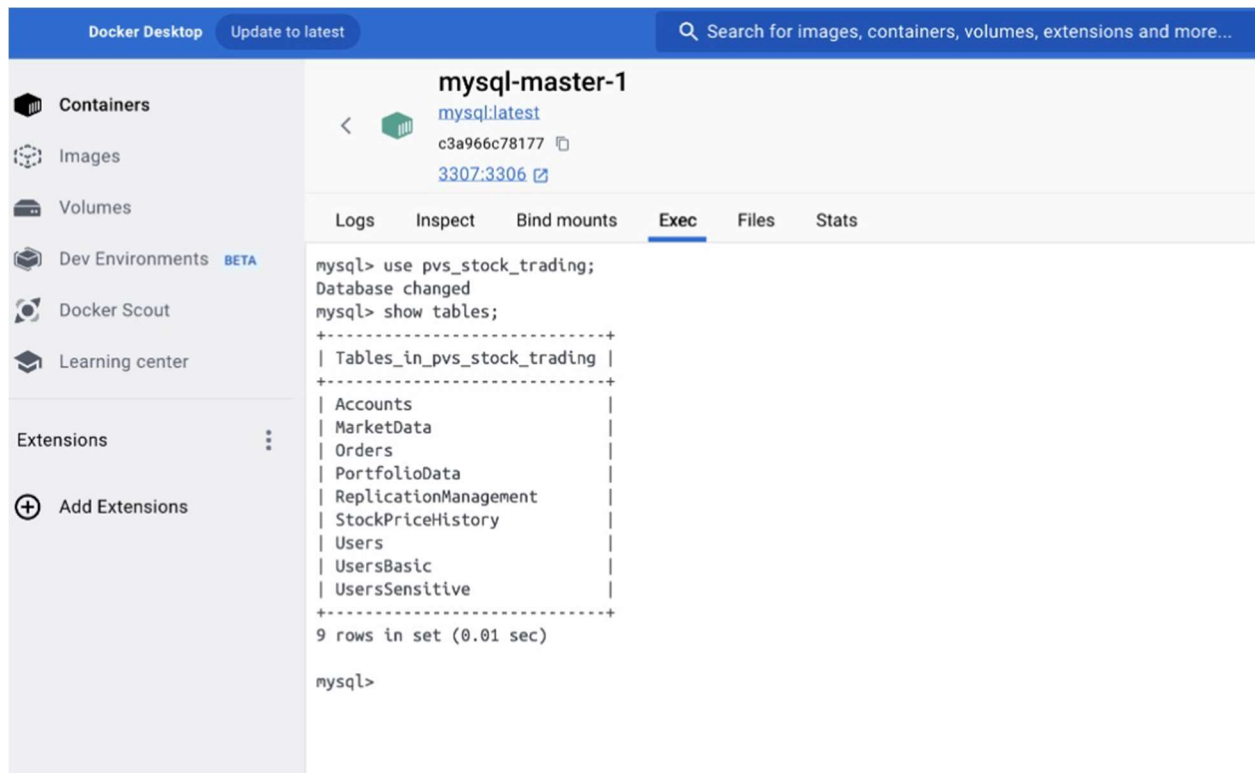 Docker Desktop Update to latest Search for images, containers, volumes, extensions and more...
Containers
Images
Volumes
Dev Environments BETA
Docker Scout
Learning center
Extensions
Add Extensions
mysql-master-1
mysql:latest
c3a966c78177
3307:3306
Logs Inspect Bind mounts Exec Files Stats
mysql> use pvs_stock_trading;
Database changed
mysql> show tables;
+-----------------------------+
| Tables_in_pvs_stock_trading |
+-----------------------------+
| Accounts                    |
| MarketData                  |
| Orders                      |
| PortfolioData               |
| ReplicationManagement       |
| StockPriceHistory           |
| Users                       |
| UsersBasic                  |
| UsersSensitive              |
+-----------------------------+
9 rows in set (0.01 sec)
mysql>